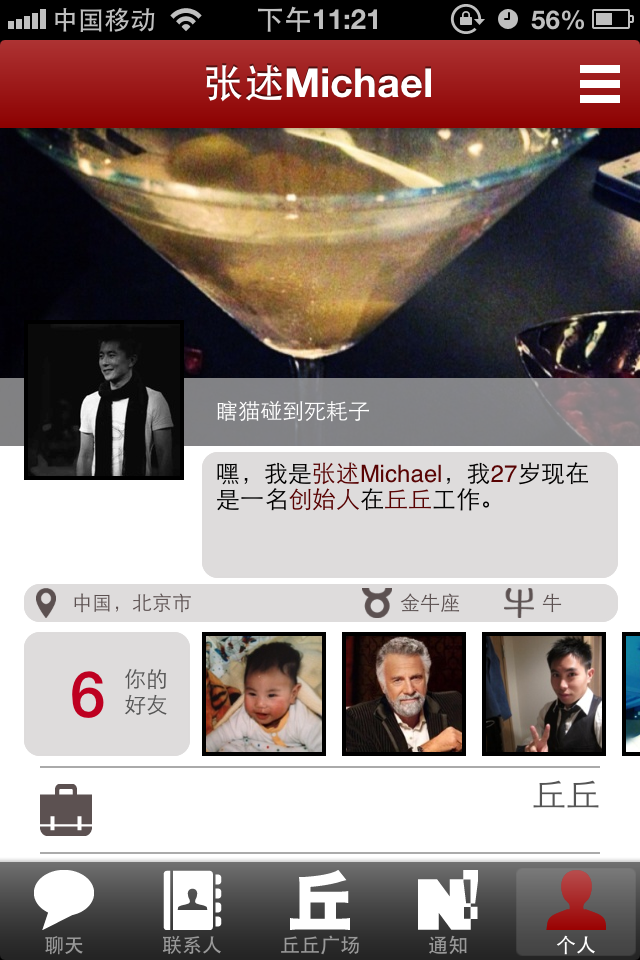 中国移动 下午11:21 56%
张述Michael
瞎猫碰到死耗子
嘿，我是张述Michael，我27岁现在
是一名创始人在丘丘工作。
中国，北京市 金牛座 牛
6 你的
好友
丘丘
丘
聊天 联系人 丘丘广场 通知 个人